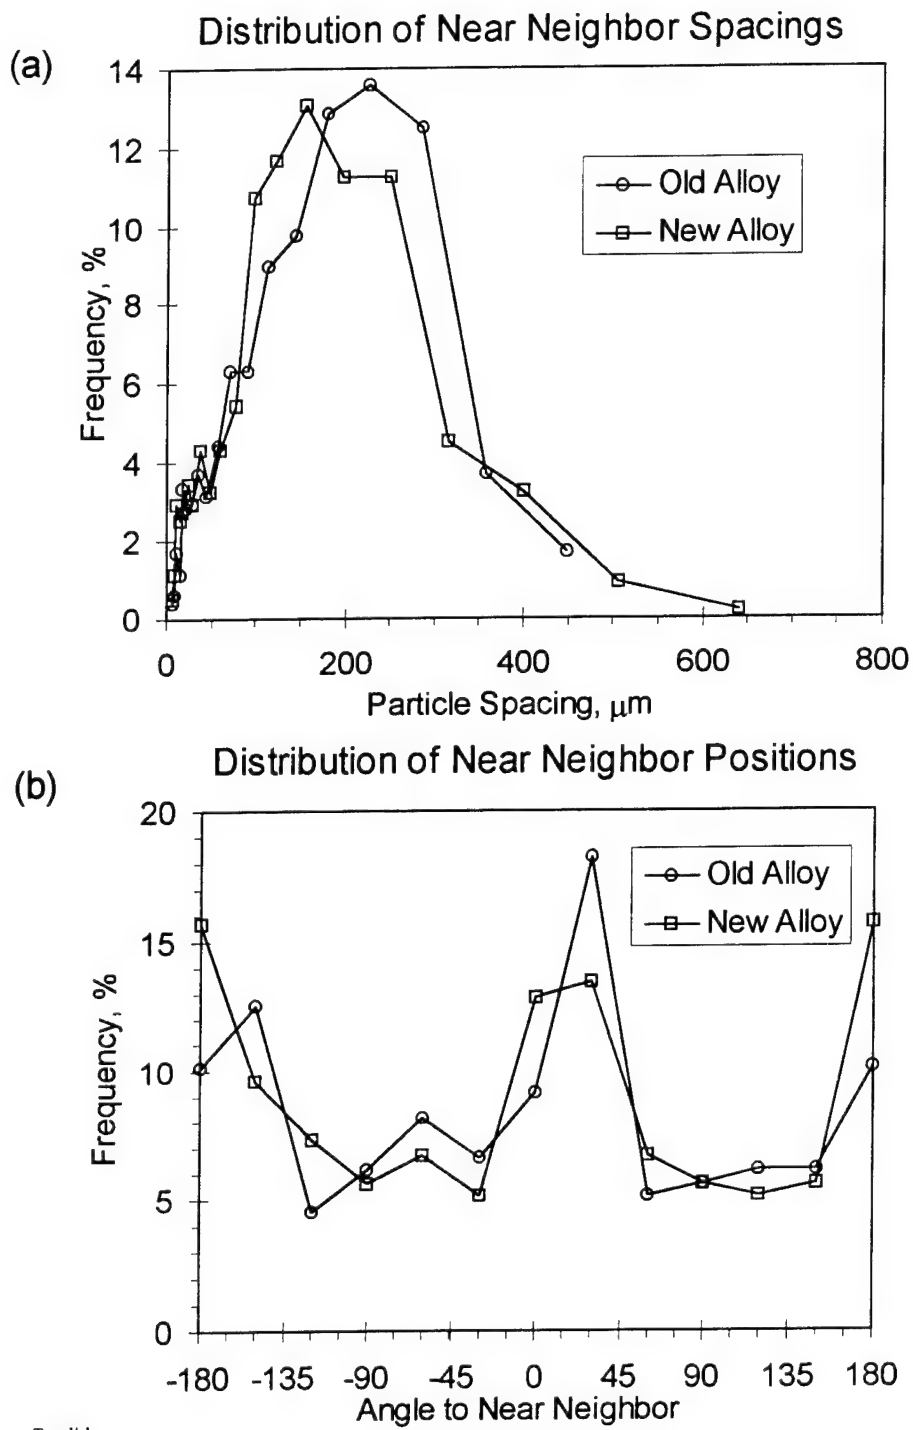 Distribution of Near Neighbor Spacings
(a)
14
12
10
8
6
4
2
0
Frequency, %
Old Alloy
New Alloy
0 200 400 600 800
Particle Spacing, μm
Distribution of Near Neighbor Positions
(b)
20
15
10
5
0
Frequency, %
Old Alloy
New Alloy
-180 -135 -90 -45 0 45 90 135 180
Angle to Near Neighbor